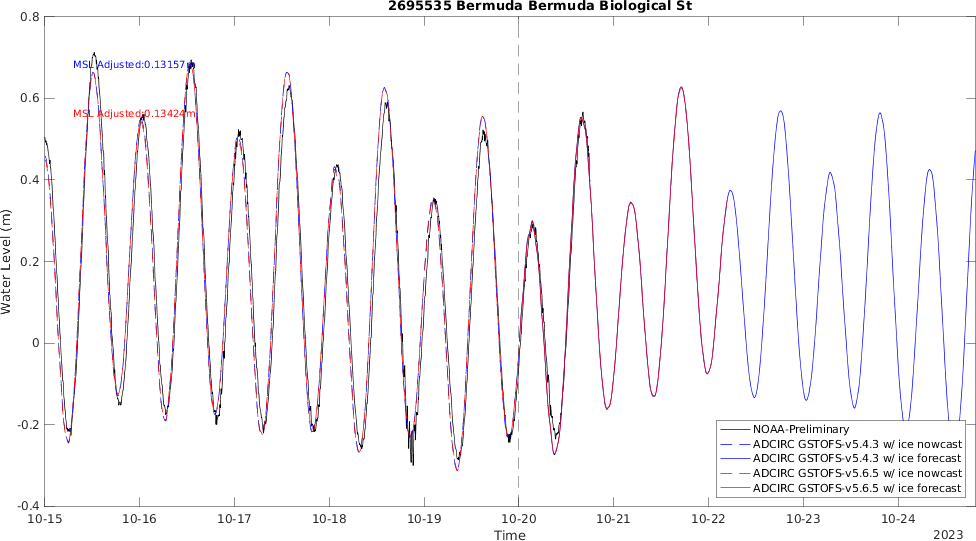 2695535 Bermuda Bermuda Biological St
0.8
0.6
0.4
0.2
0
-0.2
-0.4
Water Level (m)
MSL Adjusted:0.13157m
MSL Adjusted:0.13424m
NOAA-Preliminary
ADCIRC GSTOFS-v5.4.3 w/ ice nowcast
ADCIRC GSTOFS-v5.4.3 w/ ice forecast
ADCIRC GSTOFS-v5.6.5 w/ ice nowcast
ADCIRC GSTOFS-v5.6.5 w/ ice forecast
10-15 10-16 10-17 10-18 10-19 10-20 10-21 10-22 10-23 10-24
Time
2023